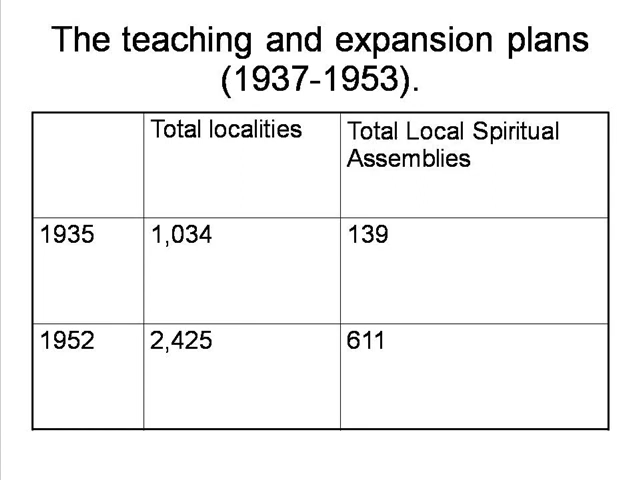 The teaching and expansion plans
(1937-1953).
Total localities
Total Local Spiritual
Assemblies
1935 1,034 139
1952 2,425 611